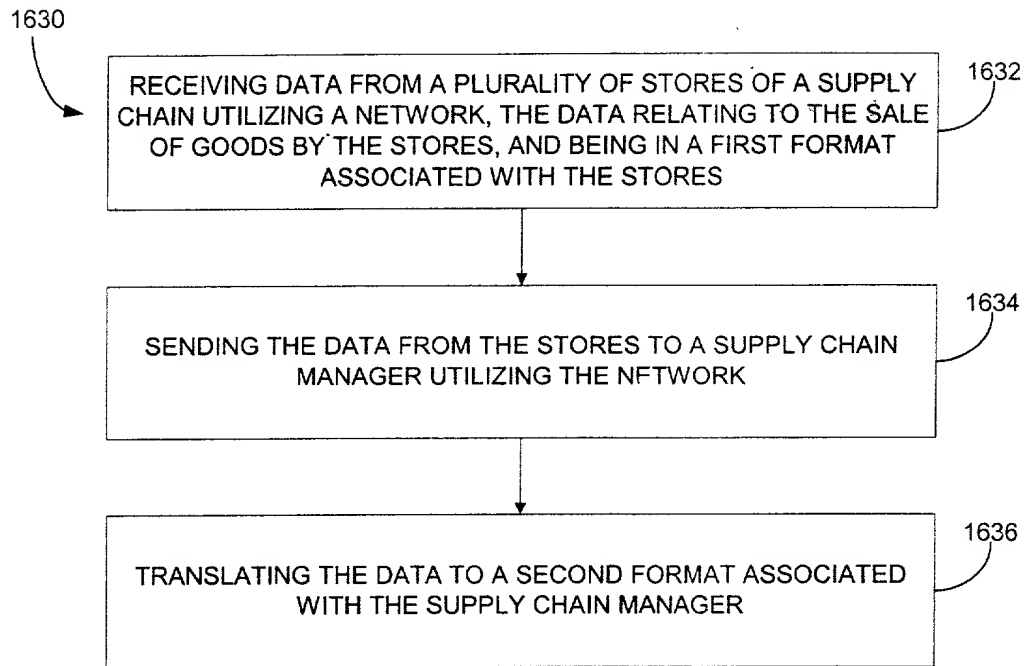 1630
RECEIVING DATA FROM A PLURALITY OF STORES OF A SUPPLY
CHAIN UTILIZING A NETWORK, THE DATA RELATING TO THE SALE
OF GOODS BY THE STORES, AND BEING IN A FIRST FORMAT
ASSOCIATED WITH THE STORES
1632
SENDING THE DATA FROM THE STORES TO A SUPPLY CHAIN
MANAGER UTILIZING THE NETWORK
1634
TRANSLATING THE DATA TO A SECOND FORMAT ASSOCIATED
WITH THE SUPPLY CHAIN MANAGER
1636